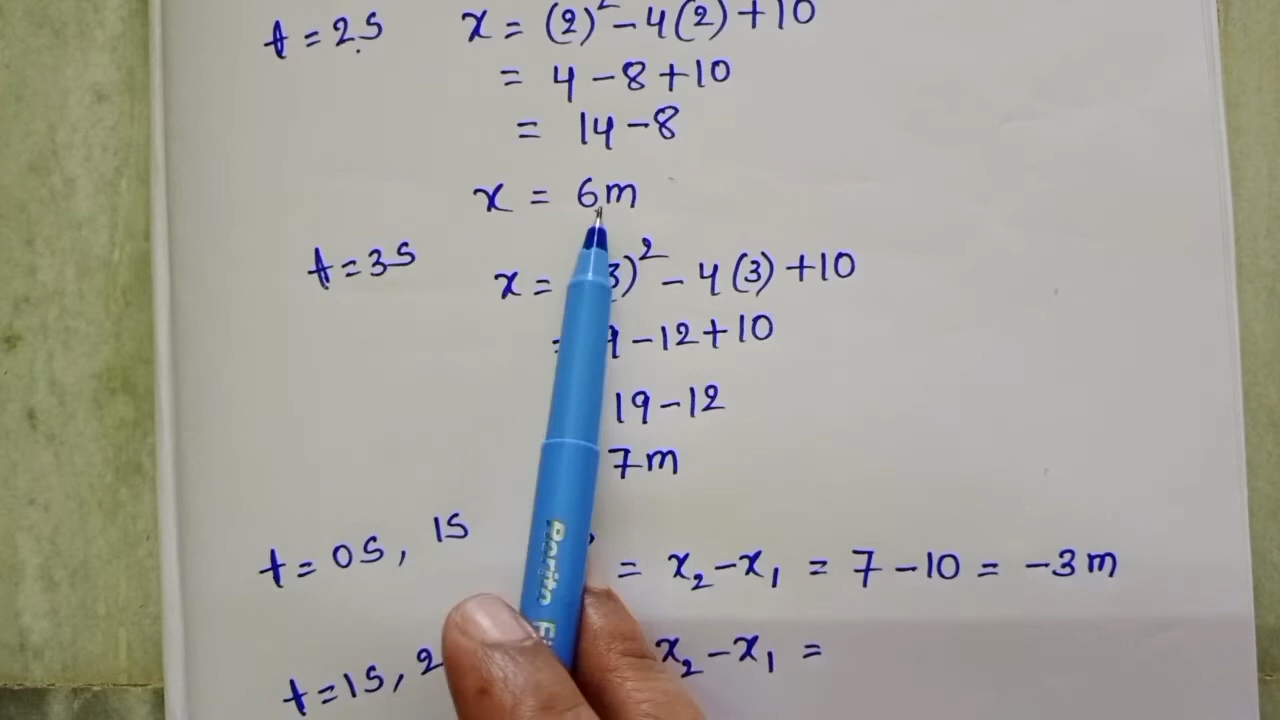 t = 2s x = (2)² - 4(2) + 10
= 4 - 8 + 10
= 14 - 8
x = 6m
t = 3s x = 3)² - 4(3) + 10
= 9 - 12 + 10
19 - 12
7m
t = 0s, 1s = x₂ - x₁ = 7 - 10 = -3m
t = 1s, 2 x₂ - x₁ =